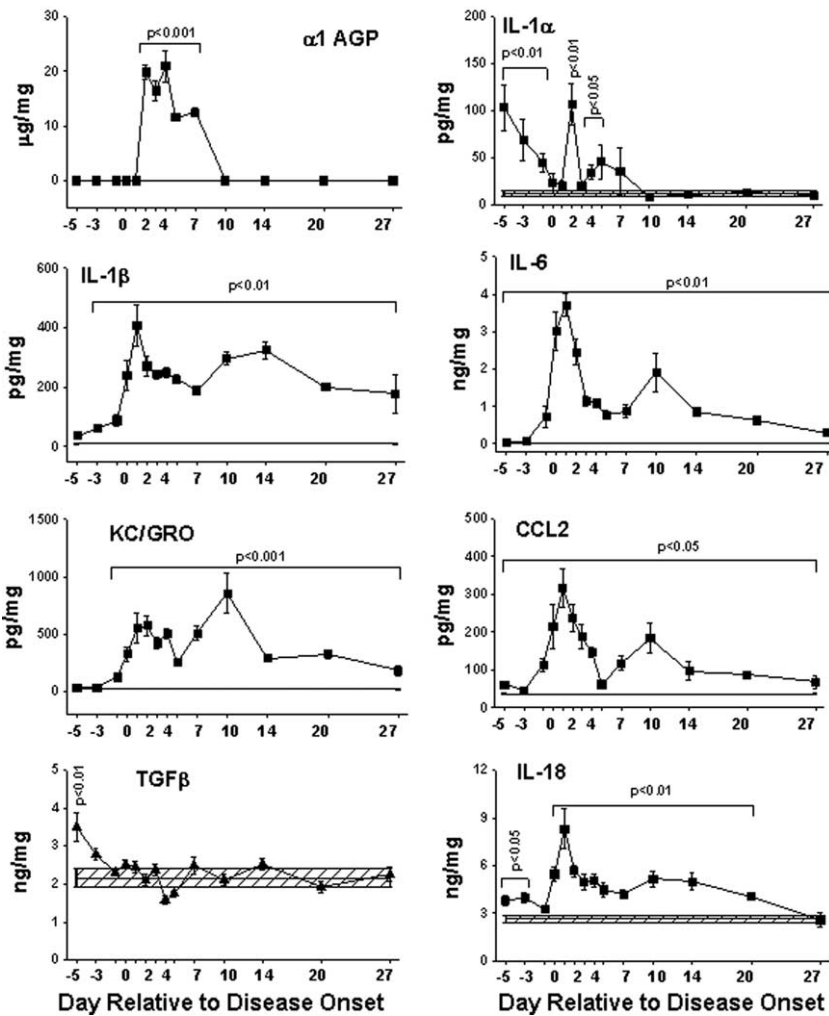 α1 AGP
p<0.001
µg/mg
30
20
10
0
-5 -3 0 2 4 7 10 14 20 27
IL-1α
p<0.01
p<0.01
p<0.05
pg/mg
200
150
100
50
0
-5 -3 0 2 4 7 10 14 20 27
IL-1β
p<0.01
pg/mg
600
400
200
0
-5 -3 0 2 4 7 10 14 20 27
IL-6
p<0.01
ng/mg
5
4
3
2
1
0
-5 -3 0 2 4 7 10 14 20 27
KC/GRO
p<0.001
pg/mg
1500
1000
500
0
-5 -3 0 2 4 7 10 14 20 27
CCL2
p<0.05
pg/mg
500
400
300
200
100
0
-5 -3 0 2 4 7 10 14 20 27
TGFβ
p<0.01
ng/mg
5
4
3
2
1
0
-5 -3 0 2 4 7 10 14 20 27
Day Relative to Disease Onset
IL-18
p<0.05
p<0.01
ng/mg
12
9
6
3
0
-5 -3 0 2 4 7 10 14 20 27
Day Relative to Disease Onset